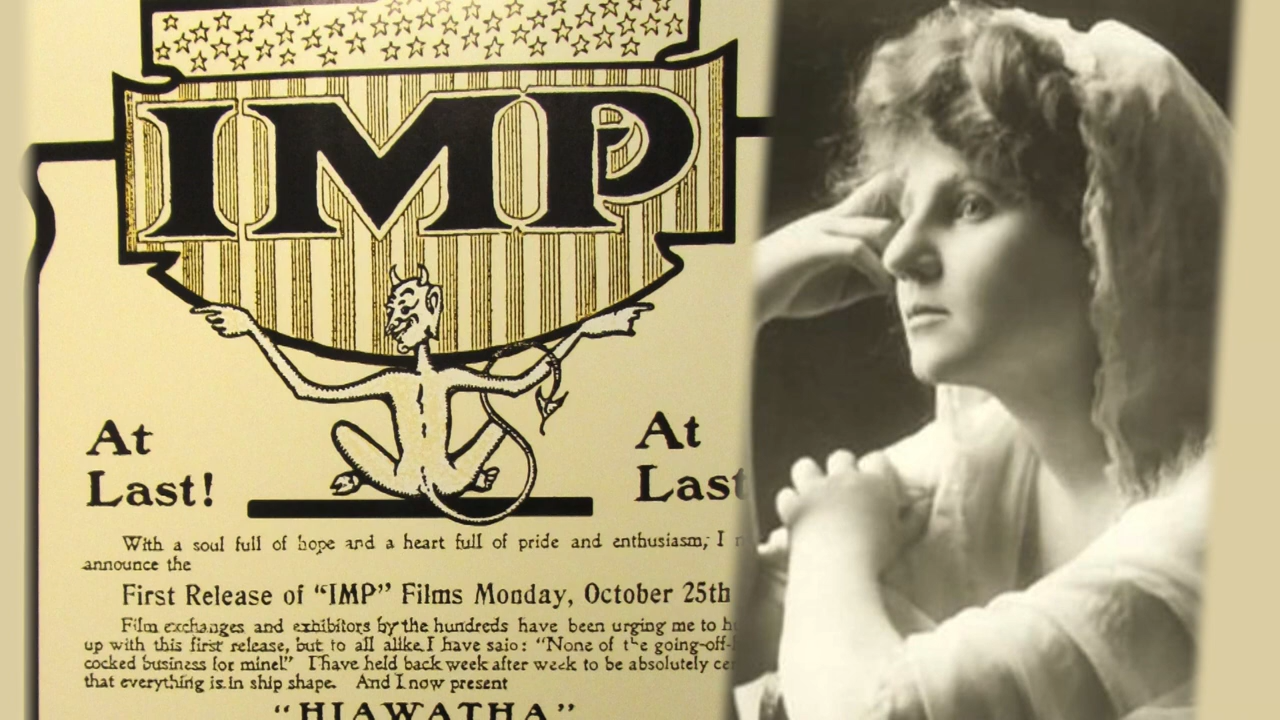 IMP
At
Last!
At
Last
With a soul full of hope and a heart full of pride and enthusiasm, I
announce the
First Release of "IMP" Films Monday, October 25th
Film exchanges and exhibitors by the hundreds have been urging me to
up with this first release, but to all alike I have said: "None of the going-off-
cocked business for mine!" I have held back week after week to be absolutely
that everything is in ship shape. And I now present
"HIAWATHA"